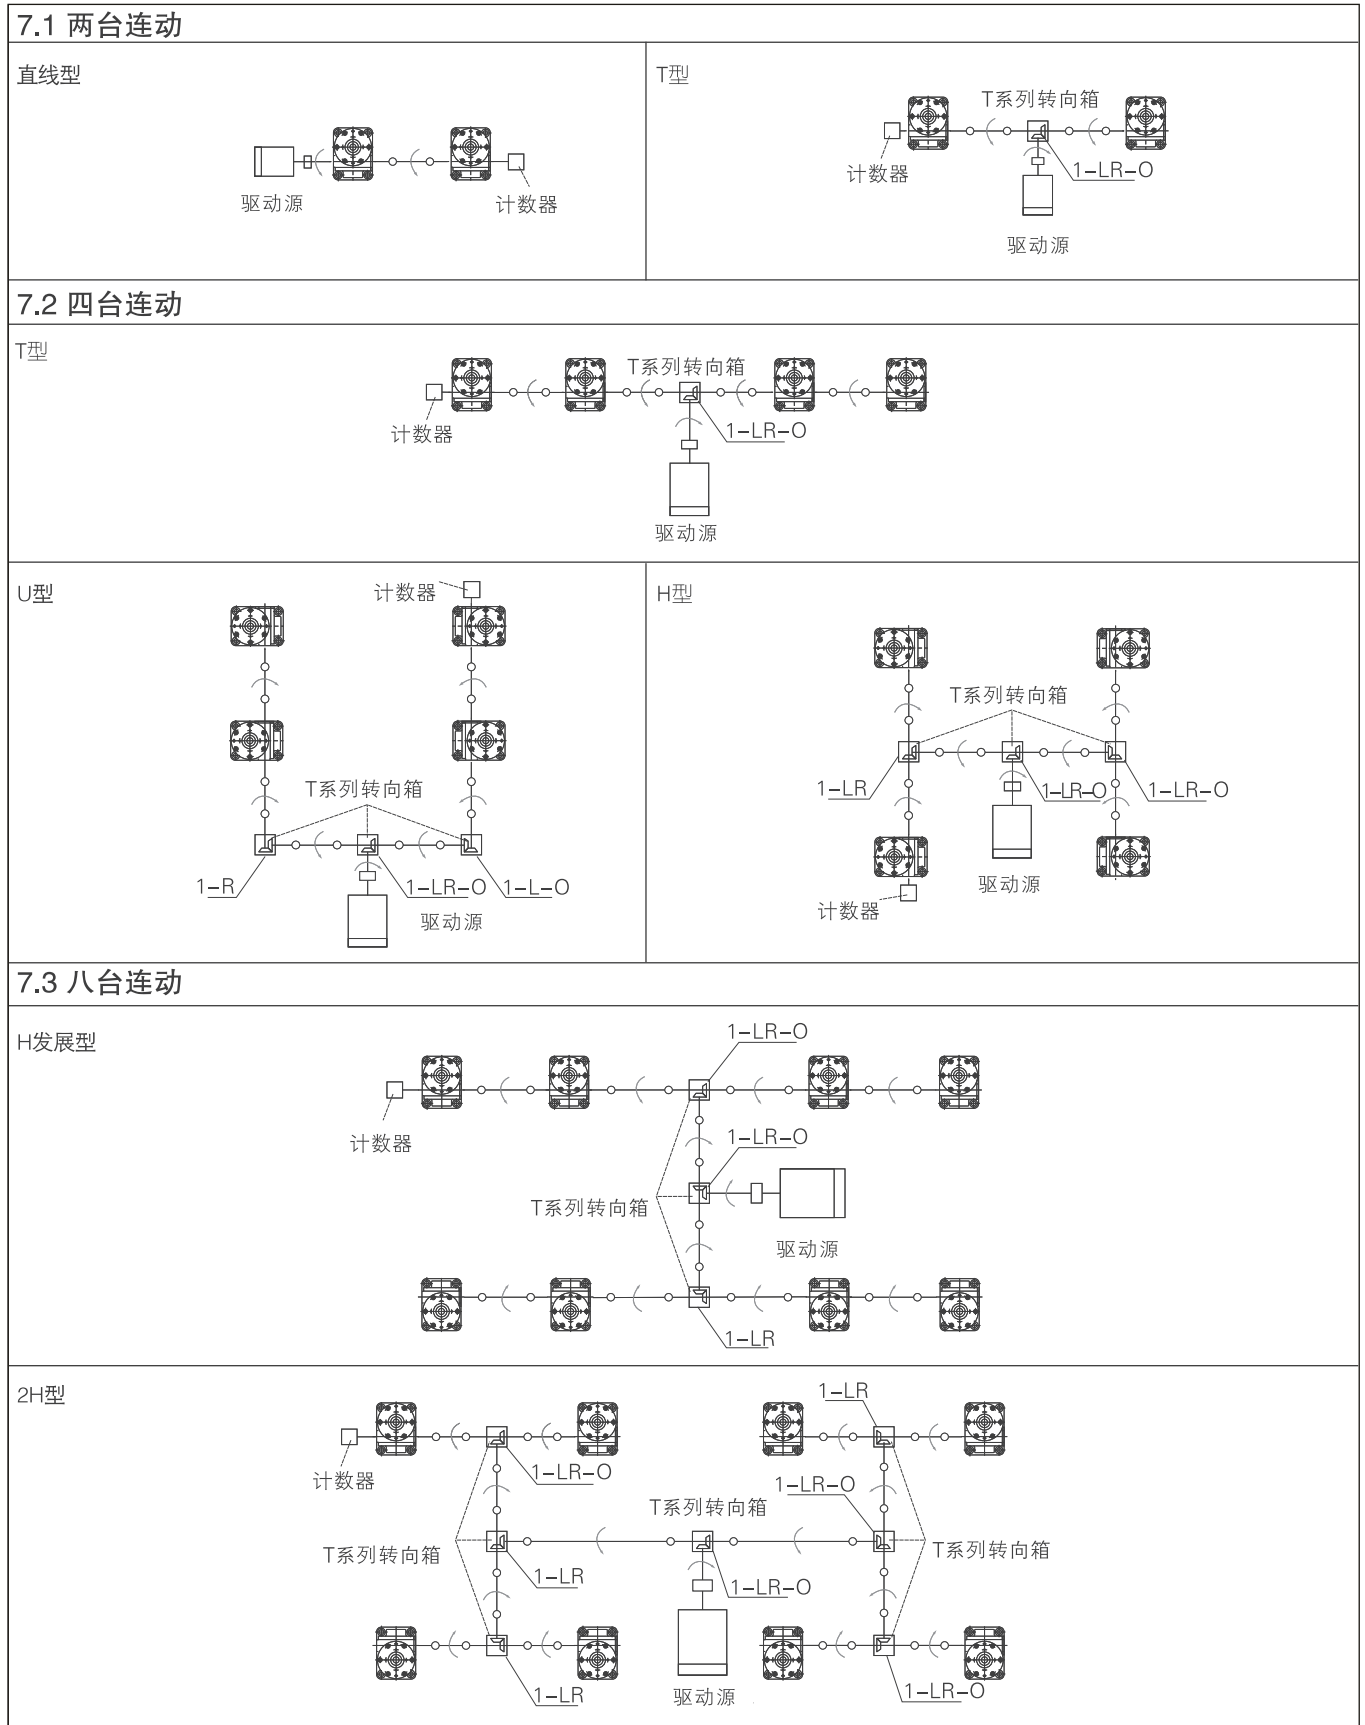 7.1 两台连动
直线型
驱动源
计数器
T型
T系列转向箱
计数器
1-LR-O
驱动源
7.2 四台连动
T型
T系列转向箱
计数器
1-LR-O
驱动源
U型
计数器
T系列转向箱
1-R
1-LR-O
1-L-O
驱动源
H型
T系列转向箱
1-LR
1-LR-O
1-LR-O
驱动源
计数器
7.3 八台连动
H发展型
1-LR-O
计数器
1-LR-O
T系列转向箱
驱动源
1-LR
2H型
1-LR
计数器
1-LR-O
1-LR-O
T系列转向箱
T系列转向箱
T系列转向箱
1-LR
1-LR-O
1-LR
驱动源
1-LR-O